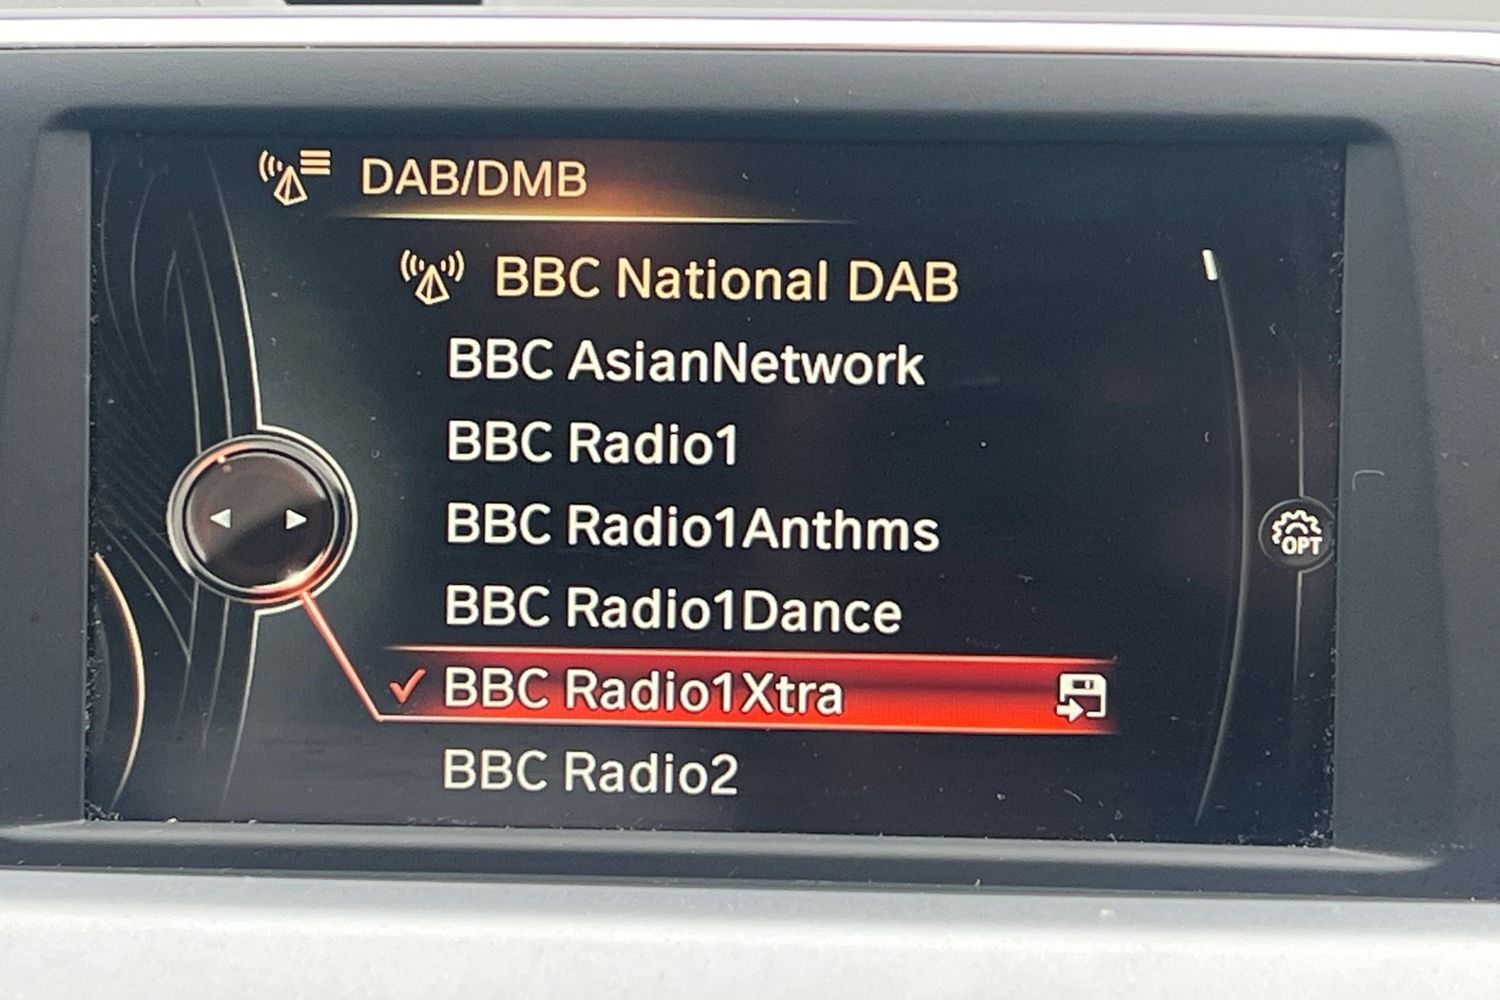 DAB/DMB
BBC National DAB
BBC AsianNetwork
BBC Radio1
BBC Radio1Anthms
BBC Radio1Dance
BBC Radio1Xtra
BBC Radio2
OPT